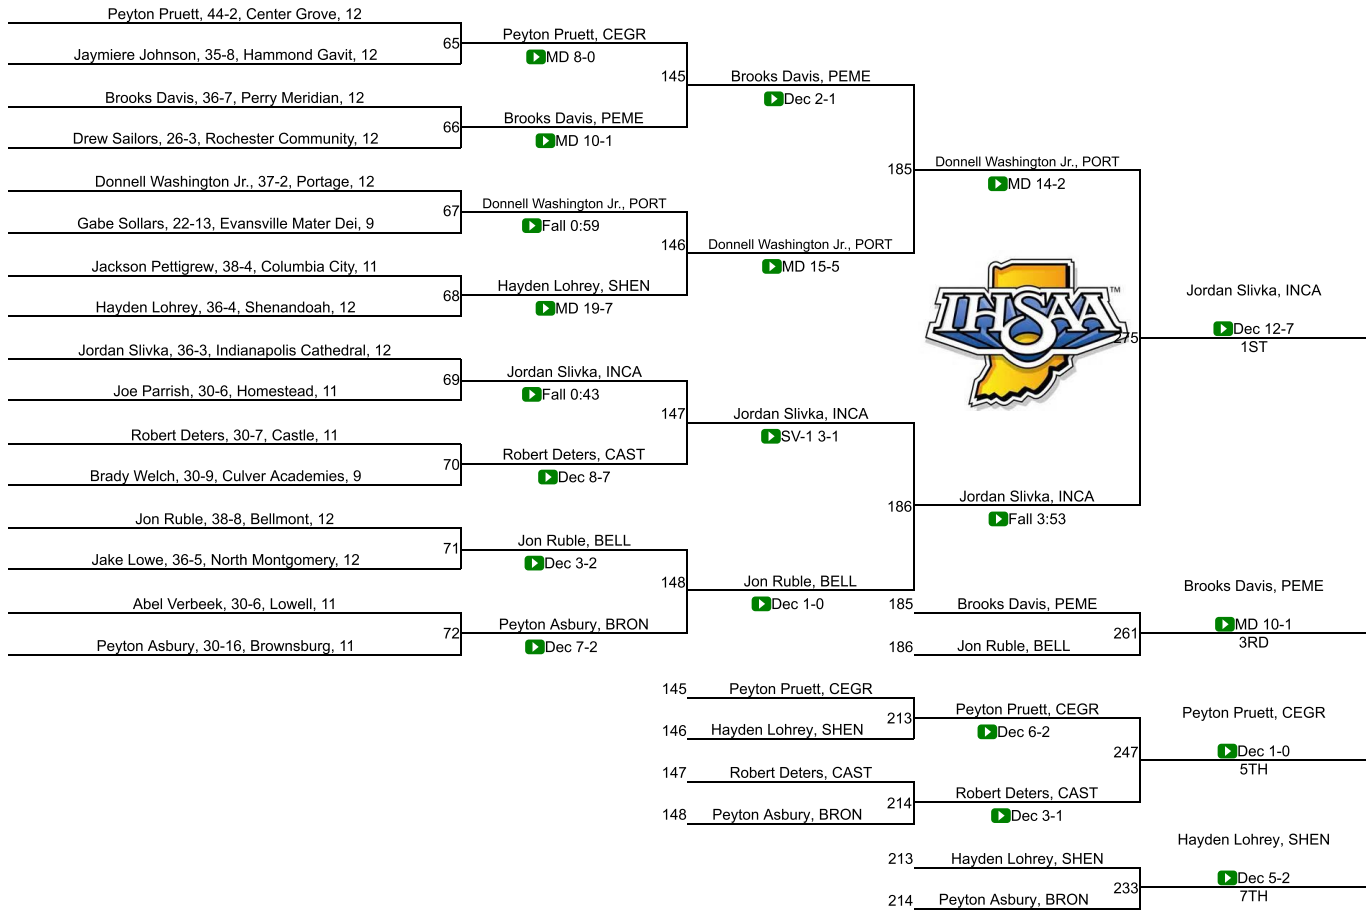 Peyton Pruett, 44-2, Center Grove, 12
65
Jaymiere Johnson, 35-8, Hammond Gavit, 12
Brooks Davis, 36-7, Perry Meridian, 12
66
Drew Sailors, 26-3, Rochester Community, 12
Donnell Washington Jr., 37-2, Portage, 12
67
Gabe Sollars, 22-13, Evansville Mater Dei, 9
Jackson Pettigrew, 38-4, Columbia City, 11
68
Hayden Lohrey, 36-4, Shenandoah, 12
Jordan Slivka, 36-3, Indianapolis Cathedral, 12
69
Joe Parrish, 30-6, Homestead, 11
Robert Deters, 30-7, Castle, 11
70
Brady Welch, 30-9, Culver Academies, 9
Jon Ruble, 38-8, Bellmont, 12
71
Jake Lowe, 36-5, North Montgomery, 12
Abel Verbeek, 30-6, Lowell, 11
72
Peyton Asbury, 30-16, Brownsburg, 11
Peyton Pruett, CEGR
MD 8-0
145
Brooks Davis, PEME
MD 10-1
Donnell Washington Jr., PORT
Fall 0:59
146
Hayden Lohrey, SHEN
MD 19-7
Jordan Slivka, INCA
Fall 0:43
147
Robert Deters, CAST
Dec 8-7
Jon Ruble, BELL
Dec 3-2
148
Peyton Asbury, BRON
Dec 7-2
Brooks Davis, PEME
Dec 2-1
185
Donnell Washington Jr., PORT
MD 15-5
Jordan Slivka, INCA
SV-1 3-1
186
Jon Ruble, BELL
Dec 1-0
Donnell Washington Jr., PORT
MD 14-2
IHSAA
TM
275
Jordan Slivka, INCA
Fall 3:53
Jordan Slivka, INCA
Dec 12-7
1ST
185
Brooks Davis, PEME
261
186
Jon Ruble, BELL
Brooks Davis, PEME
MD 10-1
3RD
145
Peyton Pruett, CEGR
213
146
Hayden Lohrey, SHEN
147
Robert Deters, CAST
214
148
Peyton Asbury, BRON
Peyton Pruett, CEGR
Dec 6-2
247
Robert Deters, CAST
Dec 3-1
Peyton Pruett, CEGR
Dec 1-0
5TH
213
Hayden Lohrey, SHEN
233
214
Peyton Asbury, BRON
Hayden Lohrey, SHEN
Dec 5-2
7TH